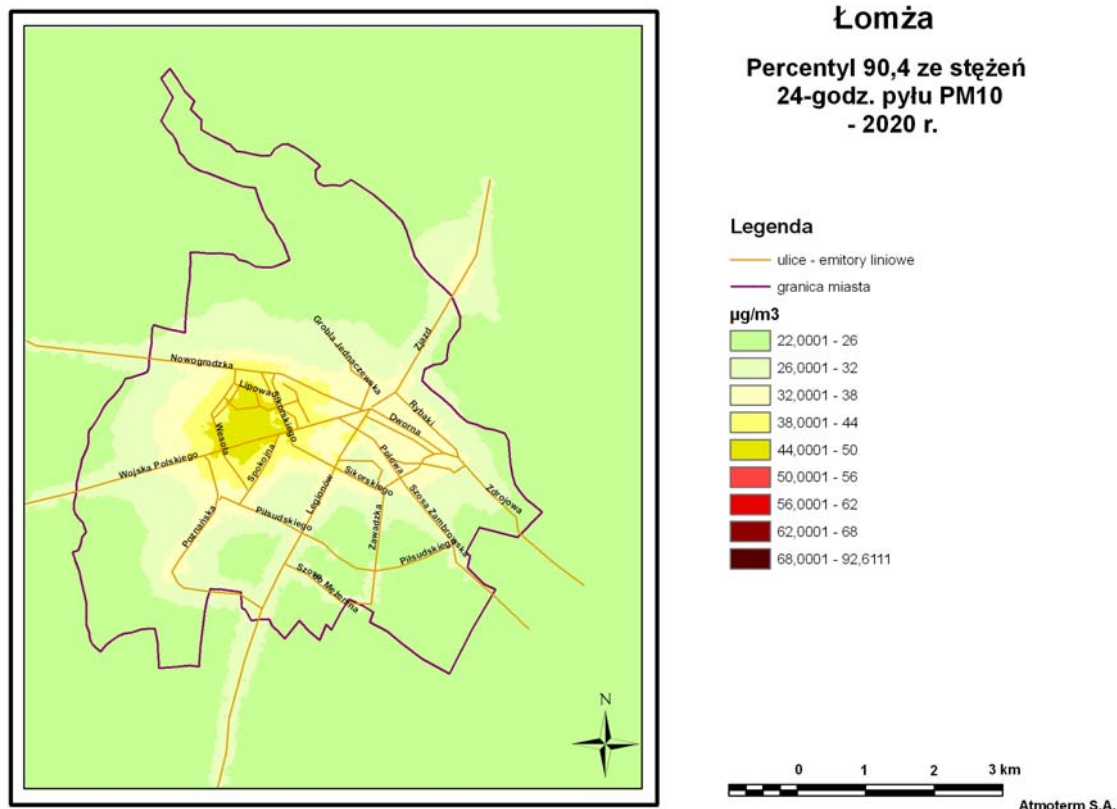 Łomża
Percentyl 90,4 ze stężeń
24-godz. pyłu PM10
- 2020 r.
Legenda
ulice - emitory liniowe
granica miasta
µg/m3
22,0001 - 26
26,0001 - 32
32,0001 - 38
38,0001 - 44
44,0001 - 50
50,0001 - 56
56,0001 - 62
62,0001 - 68
68,0001 - 92,6111
Nowogrodzka
Lipowa
Sikorskiego
Grobla Jednaczewska
Zjazd
Rybaki
Dworna
Wesoła
Wojska Polskiego
Spokojna
Polowa
Sikorskiego
Legionów
Szosa Zambrowska
Zdrojowa
Poznańska
Piłsudskiego
Zawadzka
Piłsudskiego
Szosa
N
0 1 2 3 km
Atmoterm S.A.